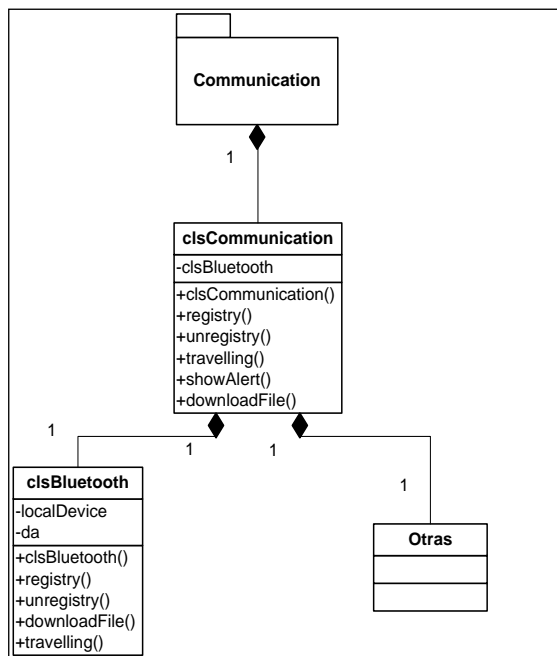 Communication
1
clsCommunication
-clsBluetooth
+clsCommunication()
+registry()
+unregistry()
+travelling()
+showAlert()
+downloadFile()
1
1
1
1
clsBluetooth
-localDevice
-da
+clsBluetooth()
+registry()
+unregistry()
+downloadFile()
+travelling()
Otras